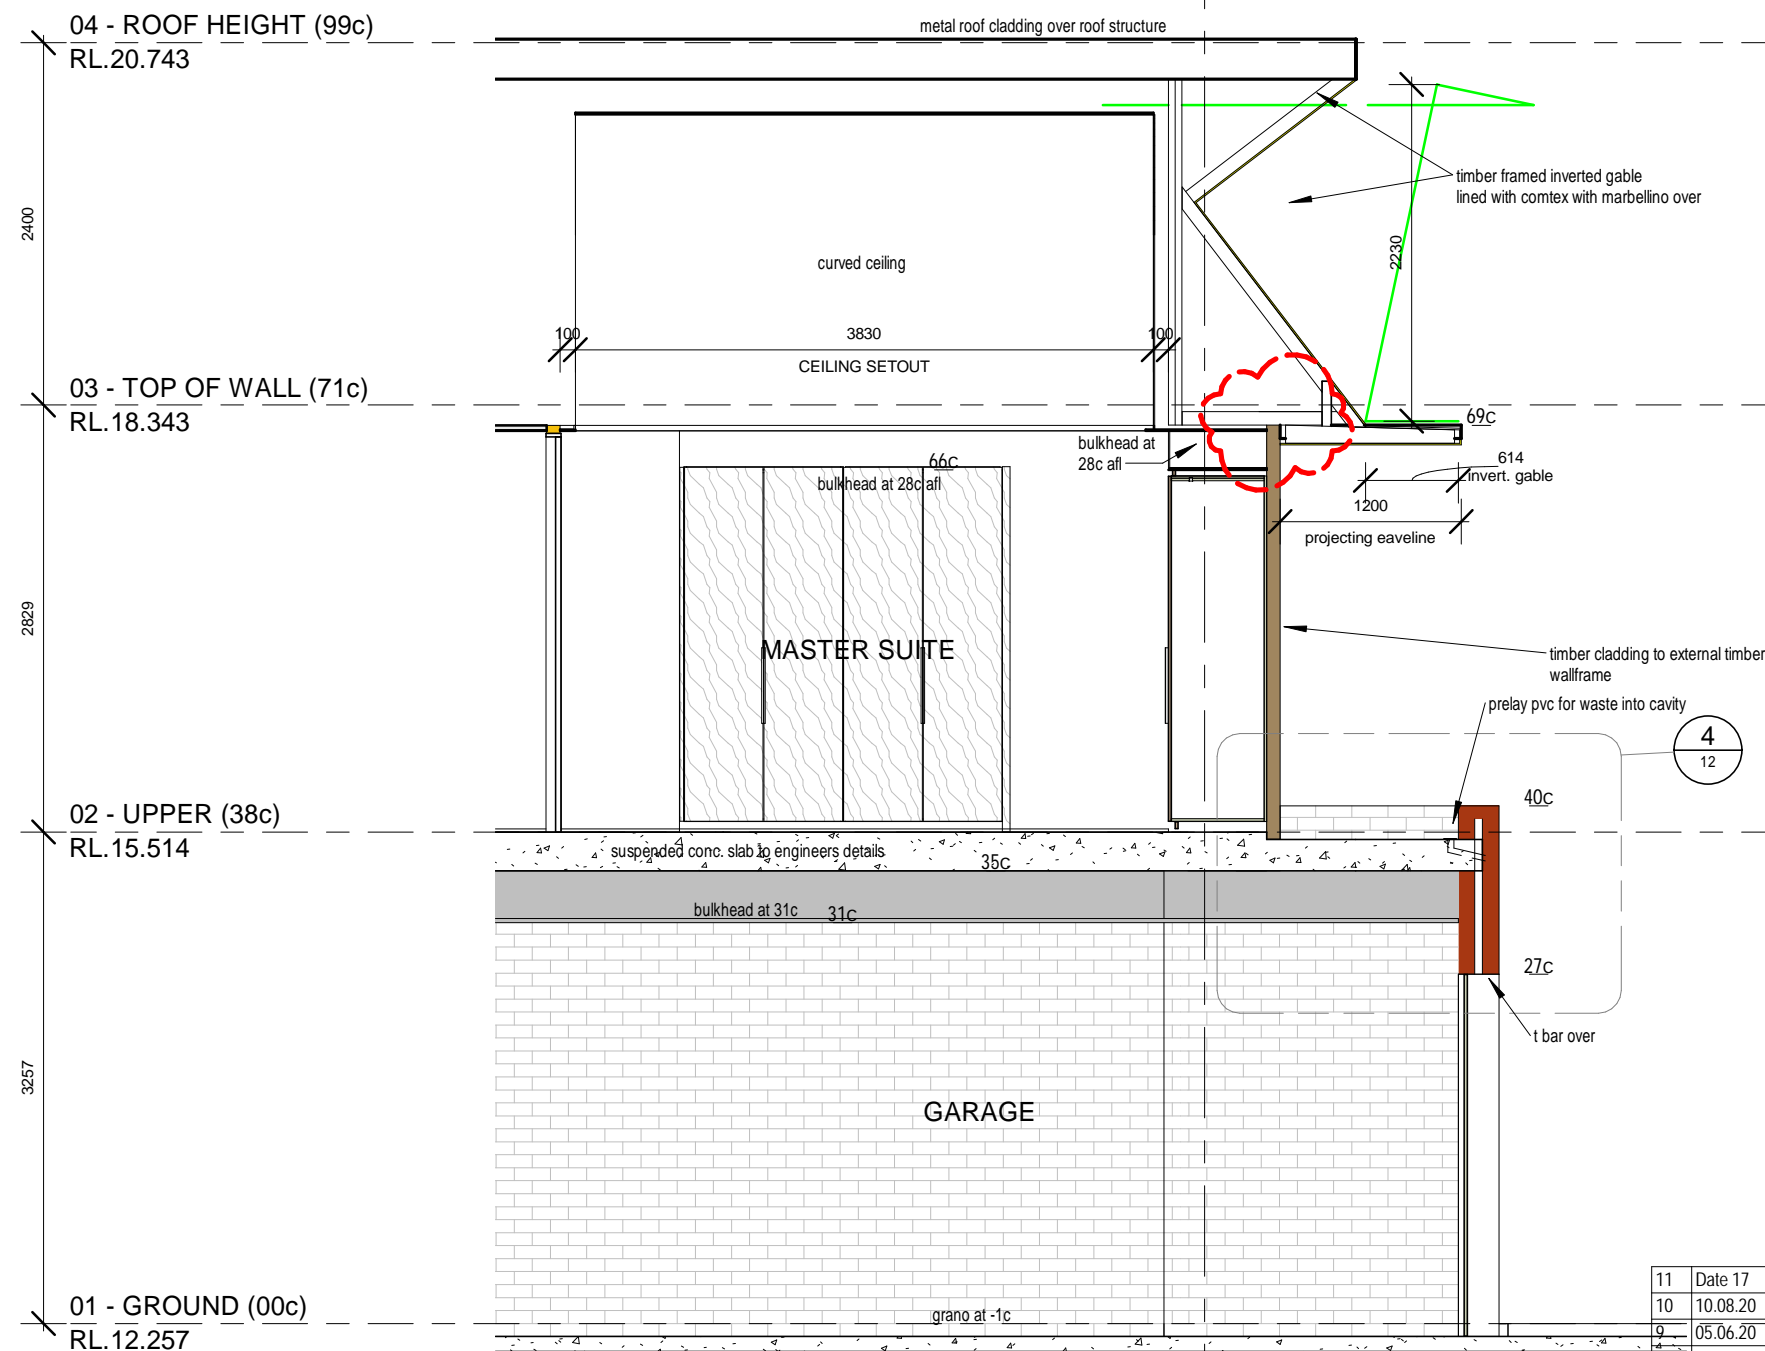 04 - ROOF HEIGHT (99c)
RL.20.743
metal roof cladding over roof structure
timber framed inverted gable
lined with comtex with marbellino over
2400
2230
curved ceiling
100
3830
100
CEILING SETOUT
03 - TOP OF WALL (71c)
RL.18.343
69c
bulkhead at
28c afl
66c
bulkhead at 28c afl
614
invert. gable
1200
projecting eaveline
2829
MASTER SUITE
timber cladding to external timber
wallframe
prelay pvc for waste into cavity
4
12
40c
02 - UPPER (38c)
RL.15.514
suspended conc. slab to engineers details
35c
bulkhead at 31c
31c
27c
t bar over
3257
GARAGE
01 - GROUND (00c)
RL.12.257
grano at -1c
11 Date 17
10 10.08.20
9 05.06.20